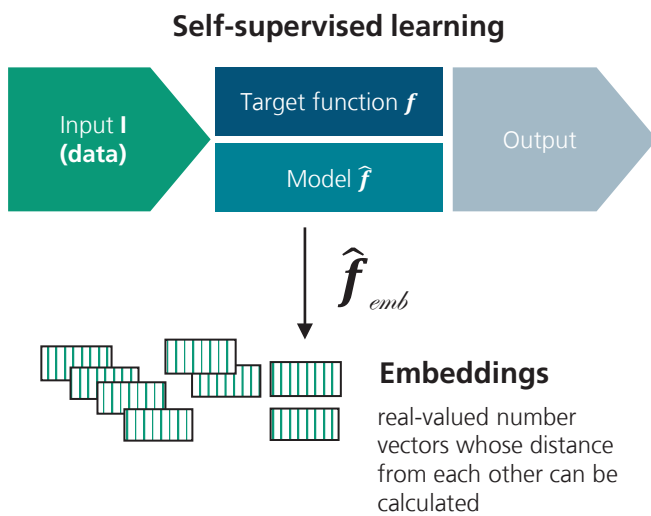 Self-supervised learning
Input I
(data)
Target function f
Model f̂
Output
f̂ emb
Embeddings
real-valued number
vectors whose distance
from each other can be
calculated